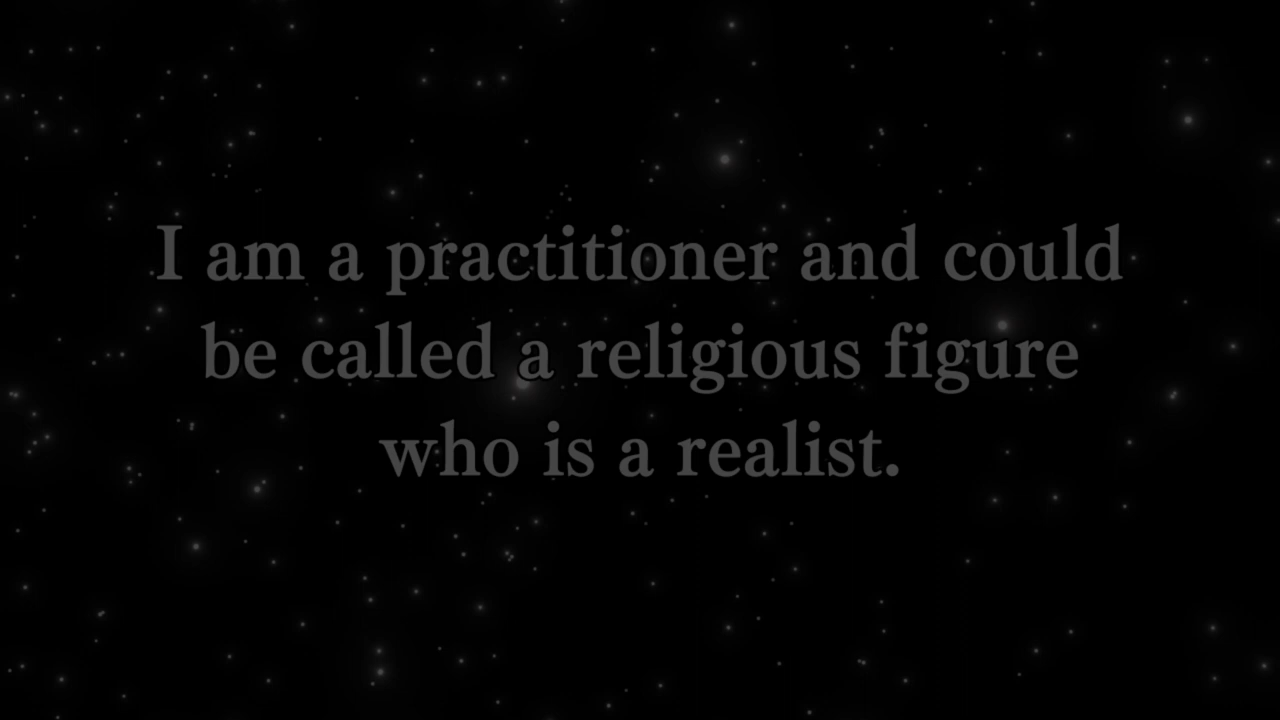 I am a practitioner and could
be called a religious figure
who is a realist.